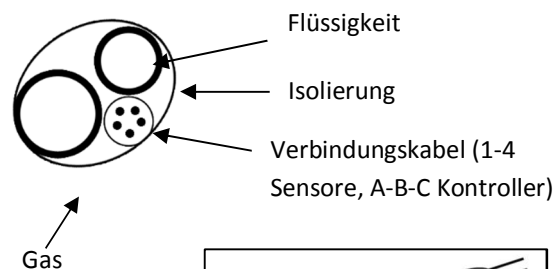 Flüssigkeit
Isolierung
Verbindungskabel (1-4
Sensore, A-B-C Kontroller)
Gas